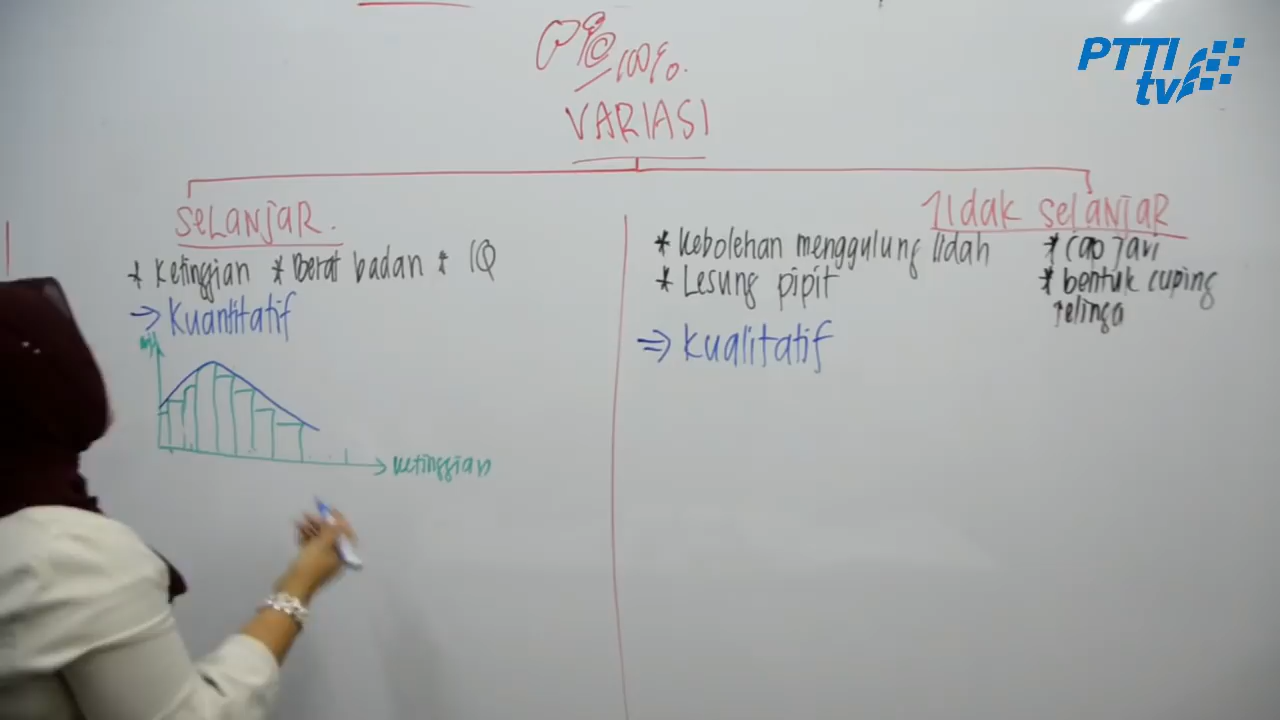 PTTI
tv
100%.
VARIASI
SELANJAR.
* Ketinggian * Berat badan * IQ
⇒ Kuantitatif
Ketinggian
Tidak SELANJAR
* Kebolehan menggulung lidah
* Lesung pipit
⇒ Kualitatif
* Cap jari
* bentuk cuping
telinga